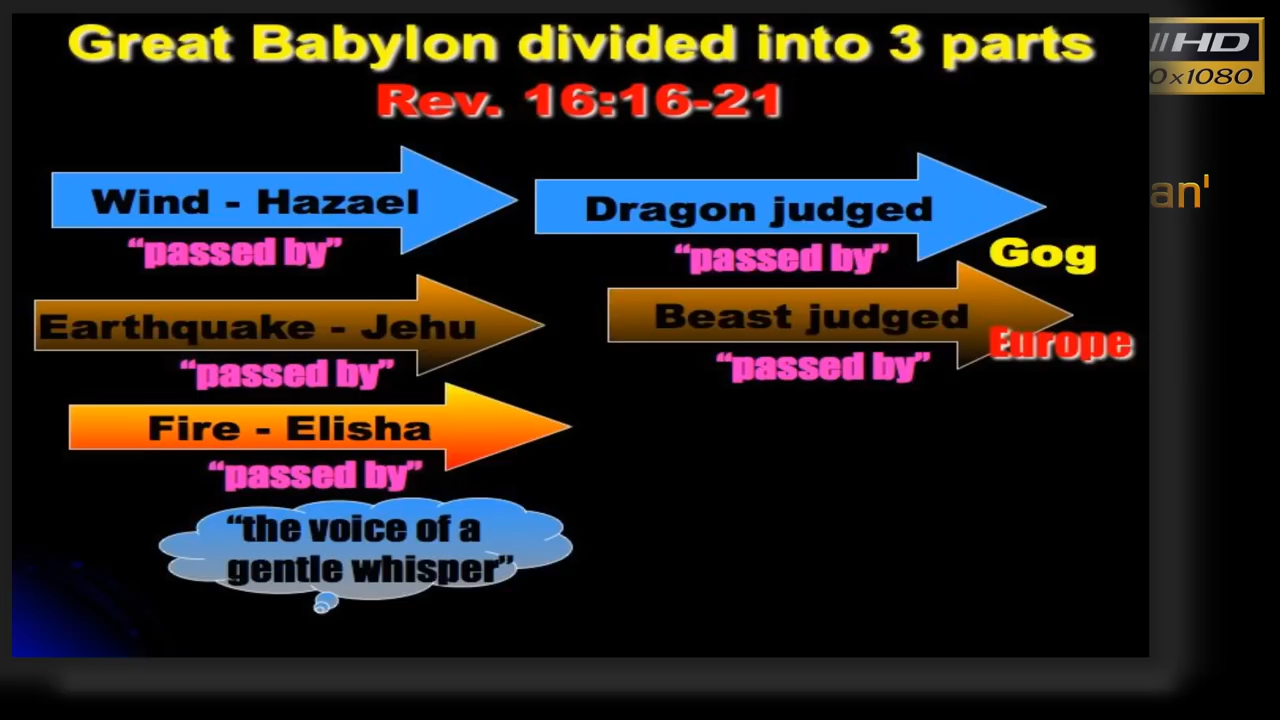 Great Babylon divided into 3 parts
Rev. 16:16-21
Wind - Hazael
“passed by”
Dragon judged
“passed by”
Gog
Earthquake - Jehu
“passed by”
Beast judged
“passed by”
Europe
Fire - Elisha
“passed by”
“the voice of a
gentle whisper”
HD
0x1080
an'